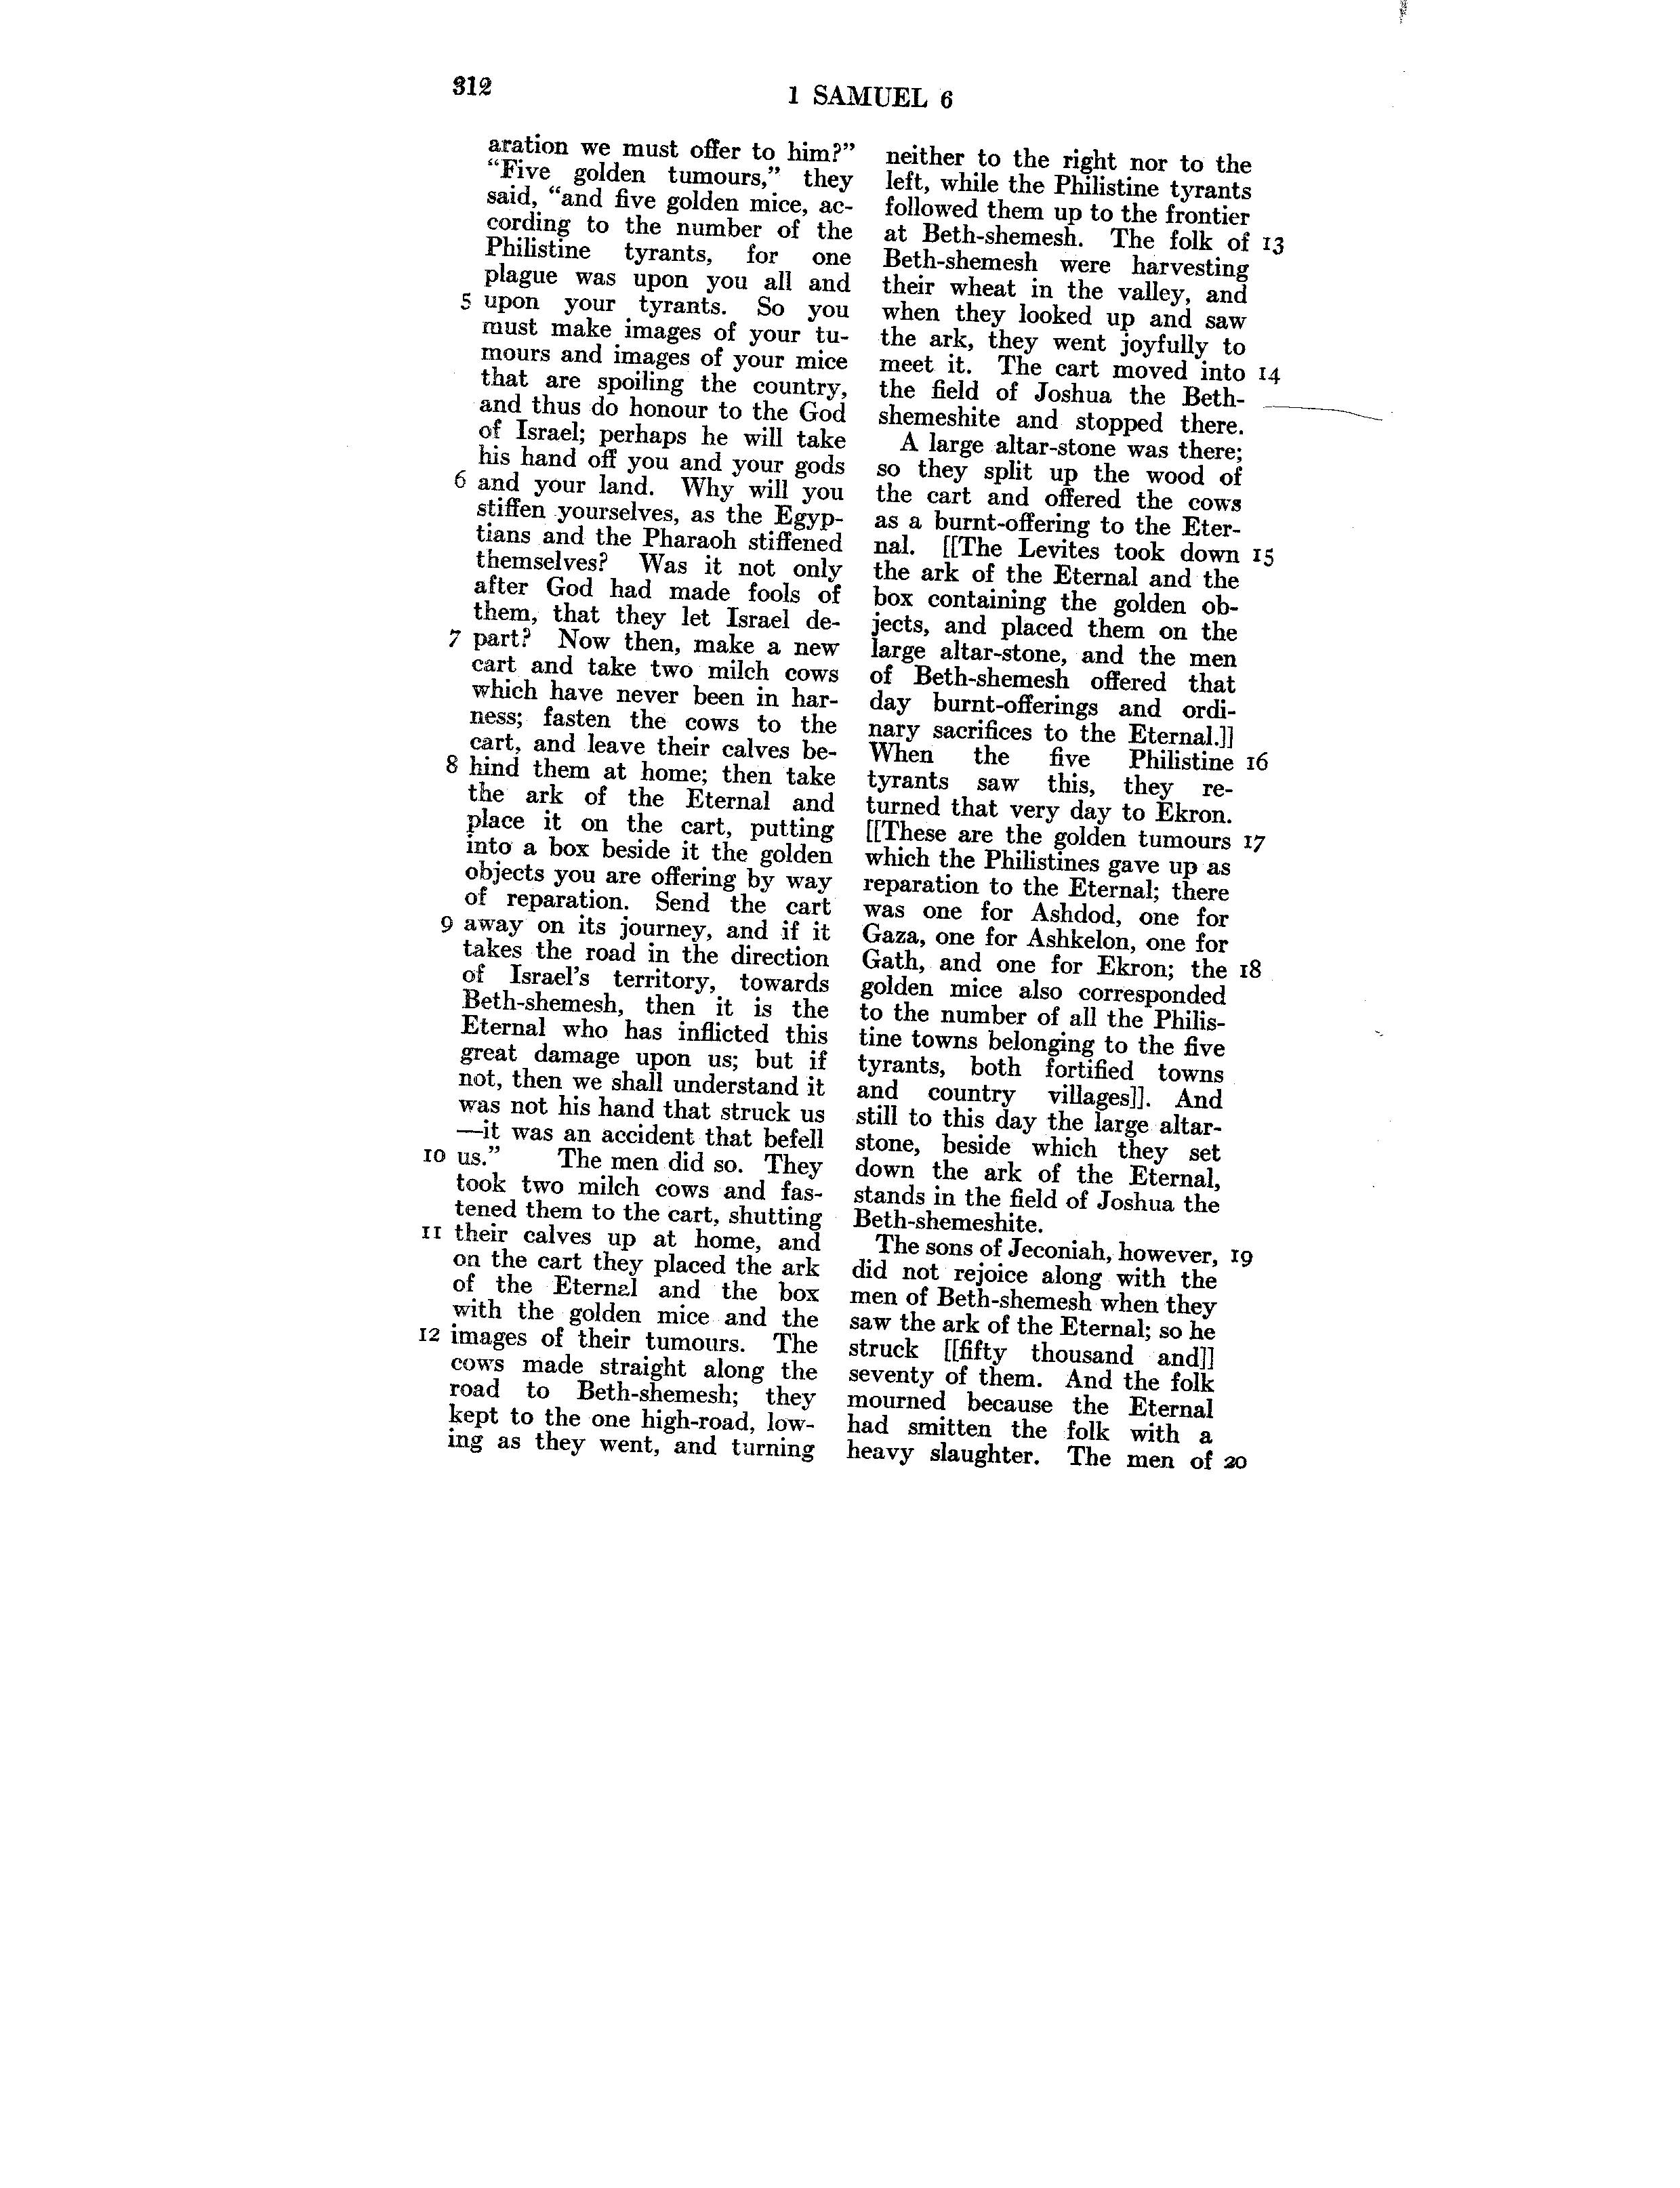 312
1 SAMUEL 6
aration we must offer to him?”
“Five golden tumours,” they
said, “and five golden mice, ac-
cording to the number of the
Philistine tyrants, for one
plague was upon you all and
5 upon your tyrants. So you
must make images of your tu-
mours and images of your mice
that are spoiling the country,
and thus do honour to the God
of Israel; perhaps he will take
his hand off you and your gods
6 and your land. Why will you
stiffen yourselves, as the Egyp-
tians and the Pharaoh stiffened
themselves? Was it not only
after God had made fools of
them, that they let Israel de-
7 part? Now then, make a new
cart and take two milch cows
which have never been in har-
ness; fasten the cows to the
cart, and leave their calves be-
8 hind them at home; then take
the ark of the Eternal and
place it on the cart, putting
into a box beside it the golden
objects you are offering by way
of reparation. Send the cart
9 away on its journey, and if it
takes the road in the direction
of Israel’s territory, towards
Beth-shemesh, then it is the
Eternal who has inflicted this
great damage upon us; but if
not, then we shall understand it
was not his hand that struck us
—it was an accident that befell
10 us.” The men did so. They
took two milch cows and fas-
tened them to the cart, shutting
11 their calves up at home, and
on the cart they placed the ark
of the Eternal and the box
with the golden mice and the
12 images of their tumours. The
cows made straight along the
road to Beth-shemesh; they
kept to the one high-road, low-
ing as they went, and turning
neither to the right nor to the
left, while the Philistine tyrants
followed them up to the frontier
at Beth-shemesh. The folk of 13
Beth-shemesh were harvesting
their wheat in the valley, and
when they looked up and saw
the ark, they went joyfully to
meet it. The cart moved into 14
the field of Joshua the Beth-
shemeshite and stopped there.
A large altar-stone was there;
so they split up the wood of
the cart and offered the cows
as a burnt-offering to the Eter-
nal. [[The Levites took down 15
the ark of the Eternal and the
box containing the golden ob-
jects, and placed them on the
large altar-stone, and the men
of Beth-shemesh offered that
day burnt-offerings and ordi-
nary sacrifices to the Eternal.]]
When the five Philistine 16
tyrants saw this, they re-
turned that very day to Ekron.
[[These are the golden tumours 17
which the Philistines gave up as
reparation to the Eternal; there
was one for Ashdod, one for
Gaza, one for Ashkelon, one for
Gath, and one for Ekron; the 18
golden mice also corresponded
to the number of all the Philis-
tine towns belonging to the five
tyrants, both fortified towns
and country villages]]. And
still to this day the large altar-
stone, beside which they set
down the ark of the Eternal,
stands in the field of Joshua the
Beth-shemeshite.
The sons of Jeconiah, however, 19
did not rejoice along with the
men of Beth-shemesh when they
saw the ark of the Eternal; so he
struck [[fifty thousand and]]
seventy of them. And the folk
mourned because the Eternal
had smitten the folk with a
heavy slaughter. The men of 20